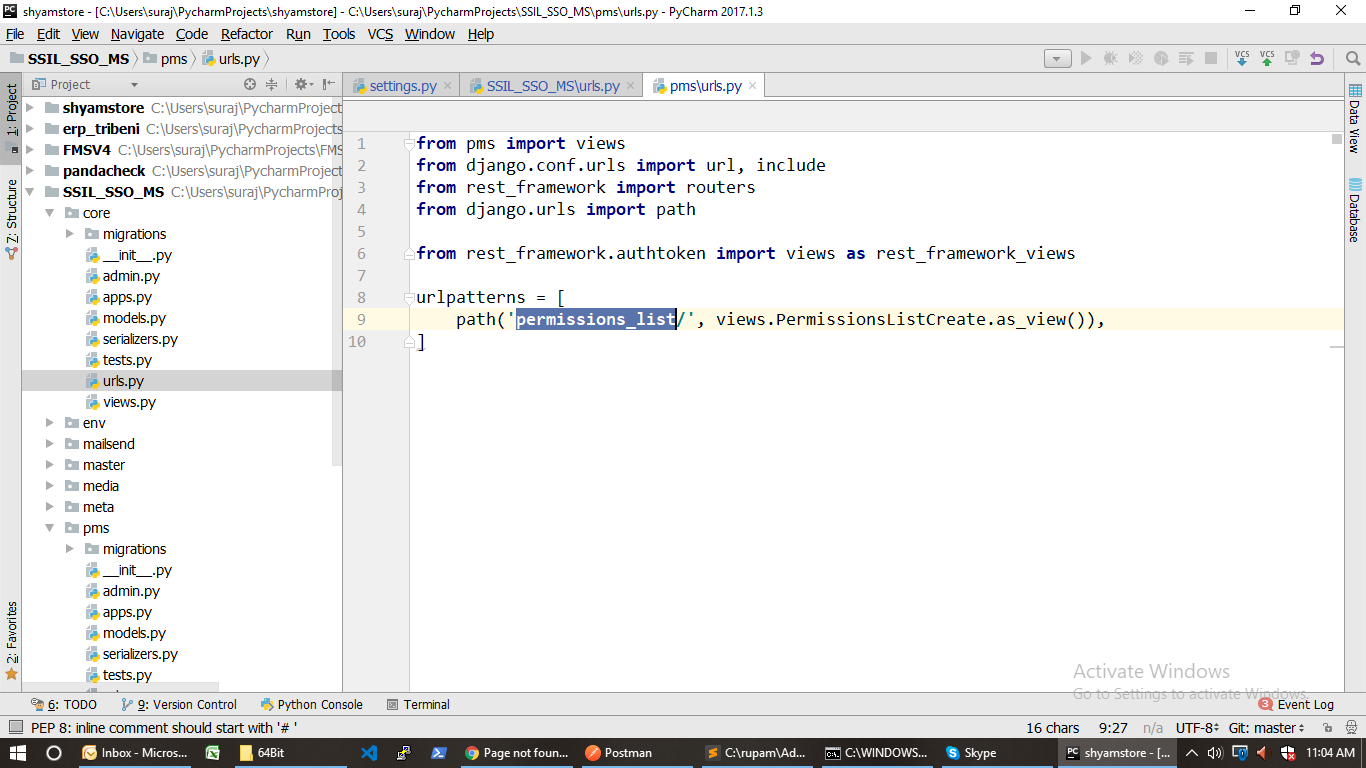 PC shyamstore - [C:\Users\suraj\PycharmProjects\shyamstore] - C:\Users\suraj\PycharmProjects\SSIL_SSO_MS\pms\urls.py - PyCharm 2017.1.3
File Edit View Navigate Code Refactor Run Tools VCS Window Help
SSIL_SSO_MS pms urls.py VCS VCS
Project settings.py SSIL_SSO_MS\urls.py pms\urls.py
1: Project
Z: Structure
2: Favorites
shyamstore C:\Users\suraj\PycharmProject
erp_tribeni C:\Users\suraj\PycharmProjects
FMSV4 C:\Users\suraj\PycharmProjects\FMS
pandacheck C:\Users\suraj\PycharmProject
SSIL_SSO_MS C:\Users\suraj\PycharmProj
core
migrations
__init__.py
admin.py
apps.py
models.py
serializers.py
tests.py
urls.py
views.py
env
mailsend
master
media
meta
pms
migrations
__init__.py
admin.py
apps.py
models.py
serializers.py
tests.py
1 from pms import views
2 from django.conf.urls import url, include
3 from rest_framework import routers
4 from django.urls import path
5
6 from rest_framework.authtoken import views as rest_framework_views
7
8 urlpatterns = [
9 path('permissions_list/', views.PermissionsListCreate.as_view()),
10 ]
Data View
Database
Activate Windows
Go to Settings to activate Windows.
6: TODO 9: Version Control Python Console Terminal 3 Event Log
PEP 8: inline comment should start with '# ' 16 chars 9:27 n/a UTF-8 Git: master
Inbox - Micros... 64Bit Page not foun... Postman C:\rupam\Ad... C:\WINDOWS... Skype PC shyamstore - [... 11:04 AM